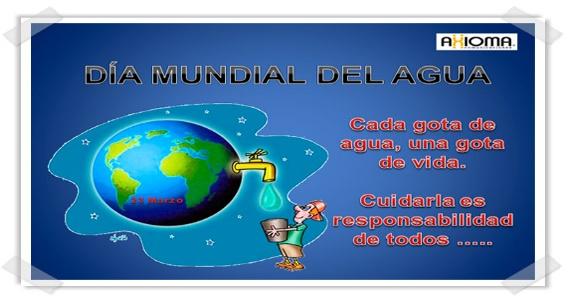 AXIOMA
DÍA MUNDIAL DEL AGUA
Cada gota de
agua, una gota
de vida.
Marzo
Cuidarla es
responsabilidad
de todos .....